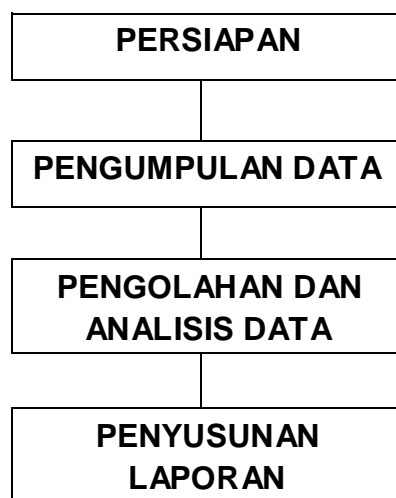 PERSIAPAN
PENGUMPULAN DATA
PENGOLAHAN DAN
ANALISIS DATA
PENYUSUNAN
LAPORAN